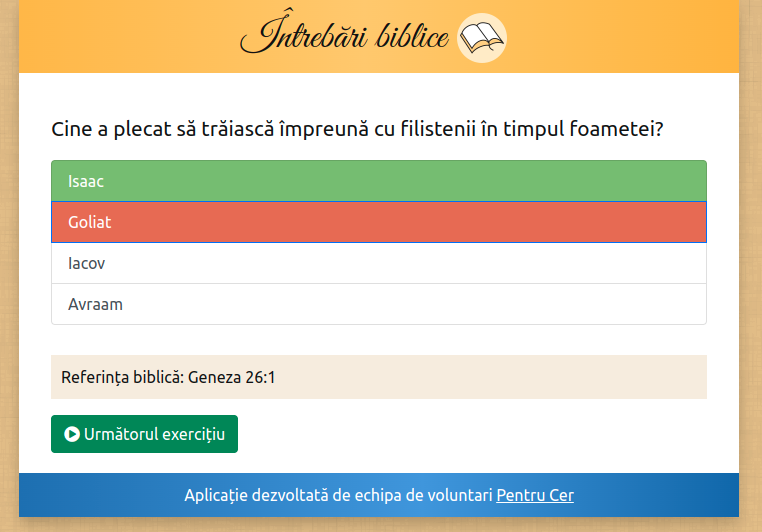 Întrebări biblice
Cine a plecat să trăiască împreună cu filistenii în timpul foametei?
Isaac
Goliat
Iacov
Avraam
Referința biblică: Geneza 26:1
Următorul exercițiu
Aplicație dezvoltată de echipa de voluntari Pentru Cer